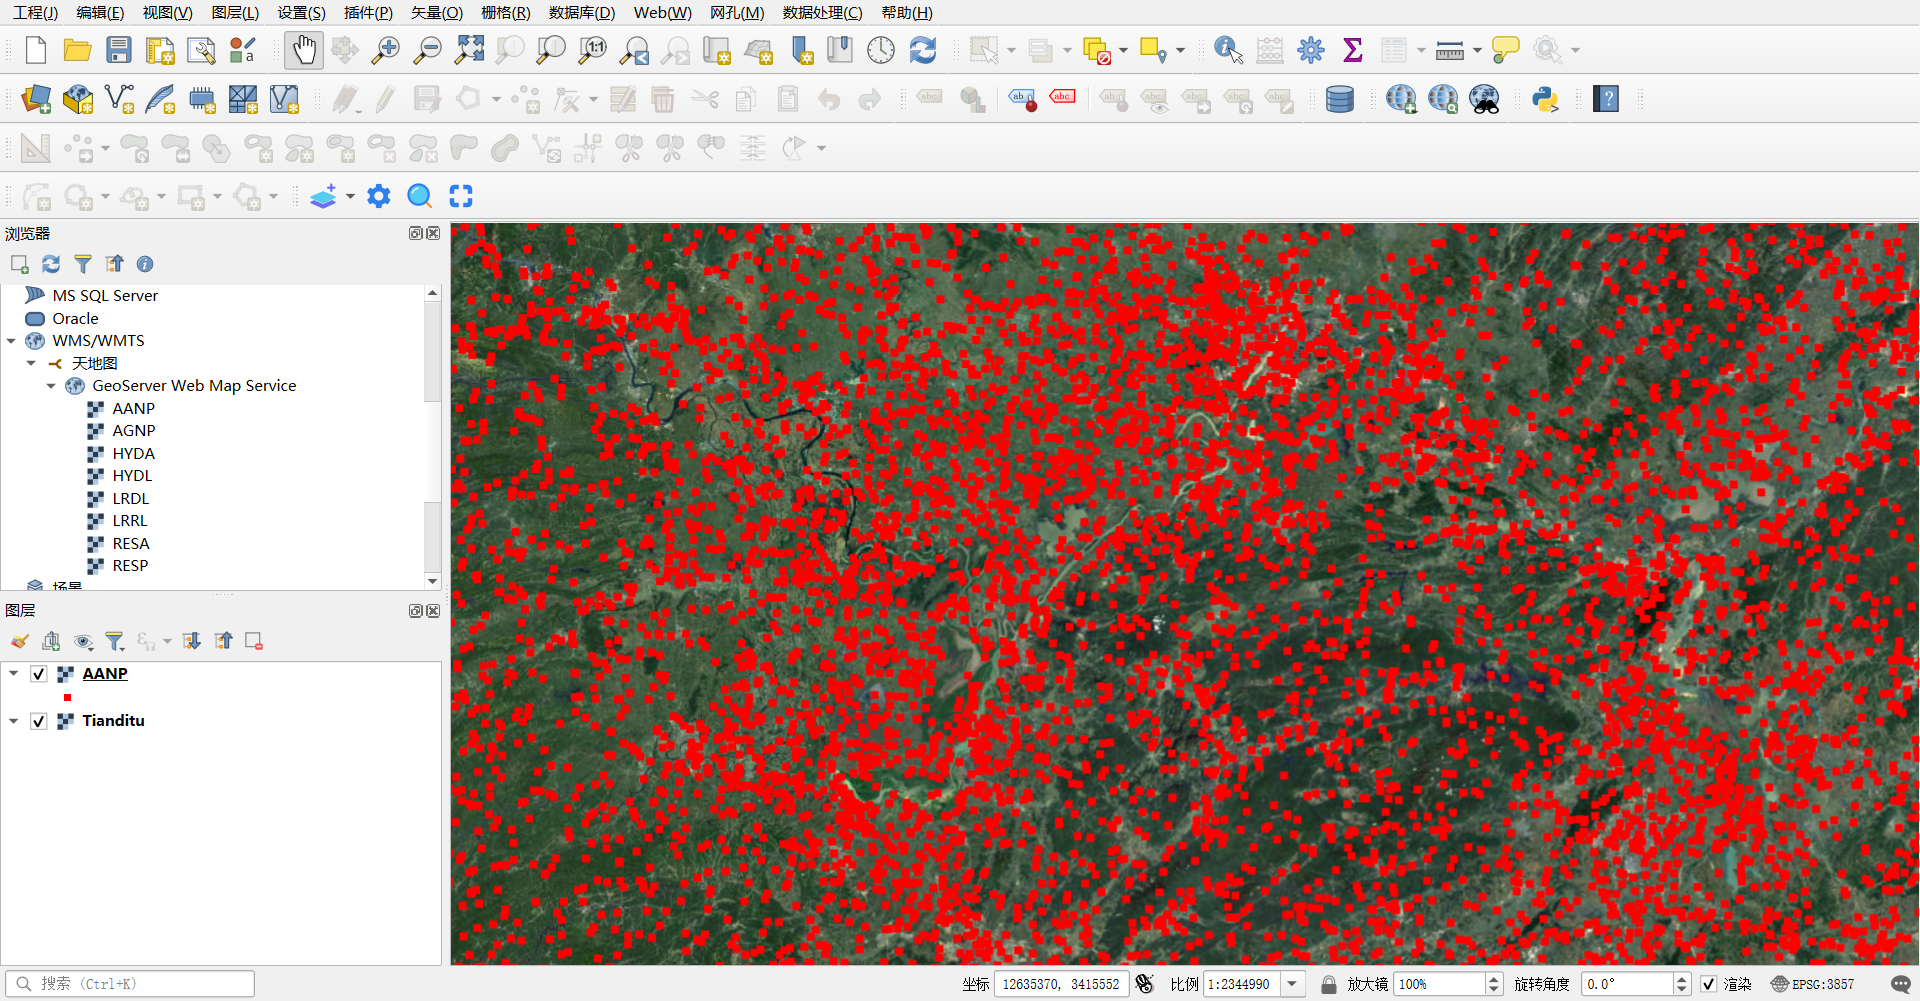 工程(J) 编辑(E) 视图(V) 图层(L) 设置(S) 插件(P) 矢量(O) 栅格(R) 数据库(D) Web(W) 网孔(M) 数据处理(C) 帮助(H)
浏览器
MS SQL Server
Oracle
WMS/WMTS
天地图
GeoServer Web Map Service
AANP
AGNP
HYDA
HYDL
LRDL
LRRL
RESA
RESP
场景
图层
AANP
Tianditu
搜索 (Ctrl+K)
坐标 12635370, 3415552 比例 1:2344990 放大镜 100% 旋转角度 0.0° 渲染 EPSG:3857